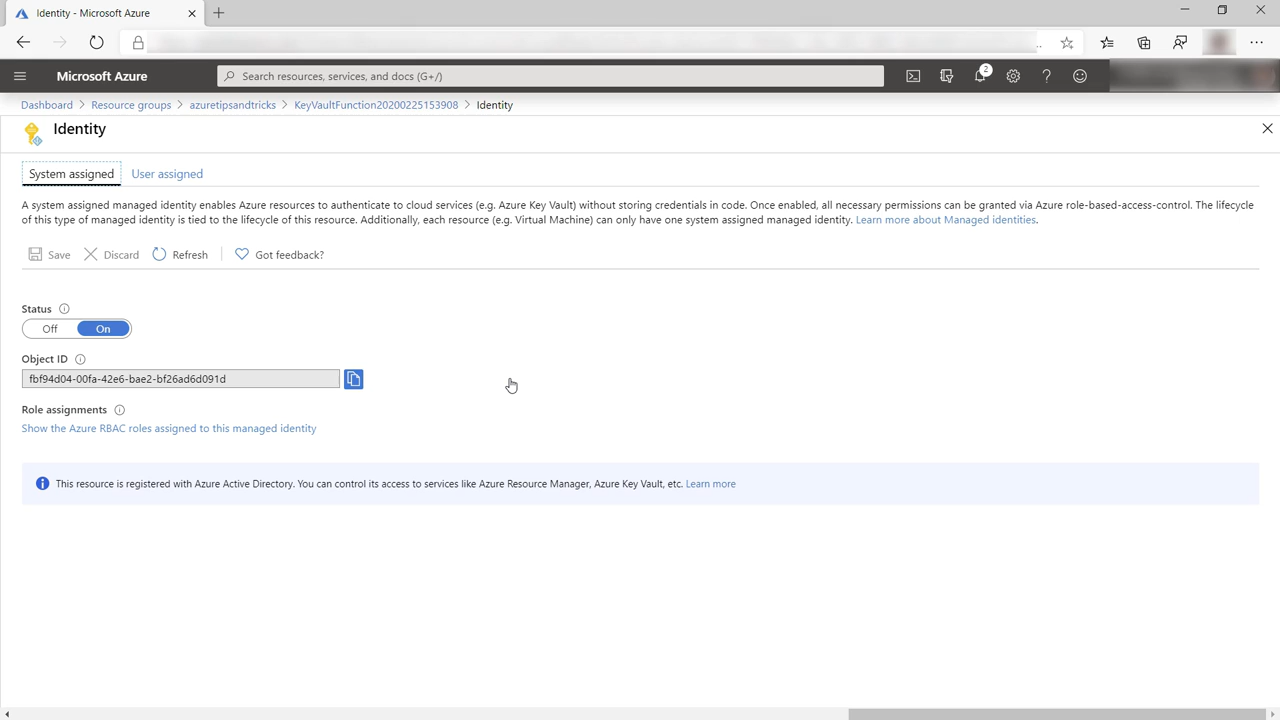 Identity - Microsoft Azure
Microsoft Azure
Search resources, services, and docs (G+/)
2
Dashboard > Resource groups > azuretipsandtricks > KeyVaultFunction20200225153908 > Identity
Identity
System assigned User assigned
A system assigned managed identity enables Azure resources to authenticate to cloud services (e.g. Azure Key Vault) without storing credentials in code. Once enabled, all necessary permissions can be granted via Azure role-based-access-control. The lifecycle
of this type of managed identity is tied to the lifecycle of this resource. Additionally, each resource (e.g. Virtual Machine) can only have one system assigned managed identity. Learn more about Managed identities.
Save Discard Refresh Got feedback?
Status
Off On
Object ID
fbf94d04-00fa-42e6-bae2-bf26ad6d091d
Role assignments
Show the Azure RBAC roles assigned to this managed identity
This resource is registered with Azure Active Directory. You can control its access to services like Azure Resource Manager, Azure Key Vault, etc. Learn more